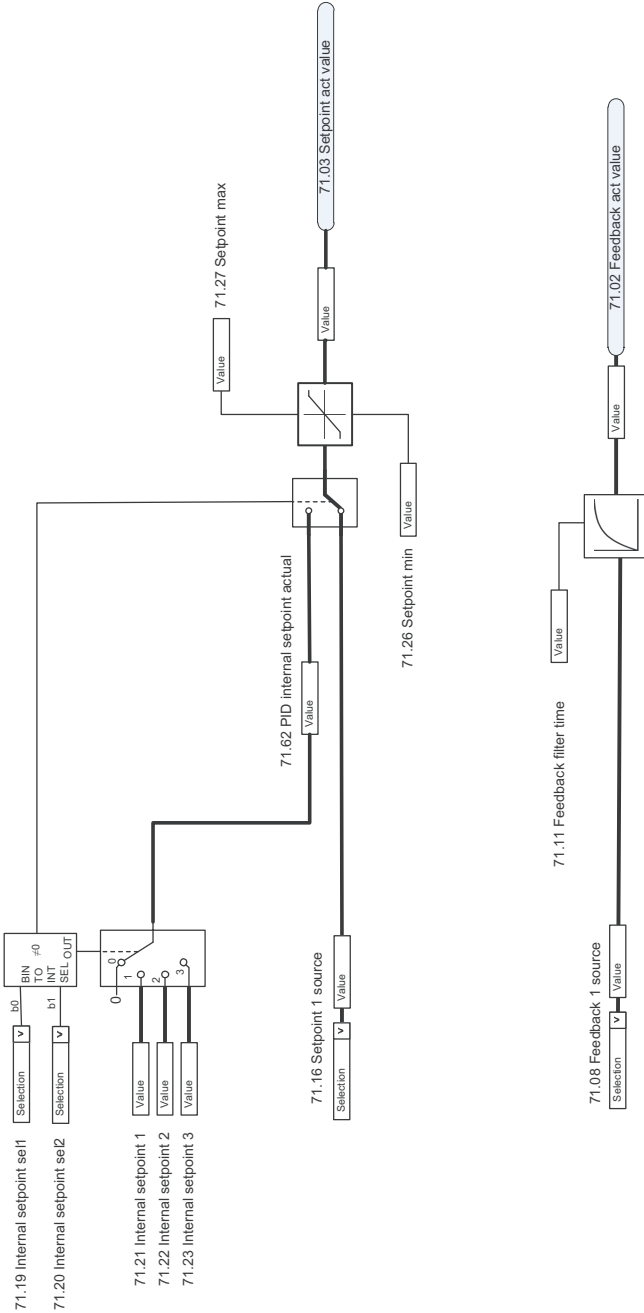 71.19 Internal setpoint sel1
Selection
v
b0
71.20 Internal setpoint sel2
Selection
v
b1
BIN
TO
INT
SEL
≠0
OUT
71.21 Internal setpoint 1
Value
71.22 Internal setpoint 2
Value
71.23 Internal setpoint 3
Value
0
0
1
2
3
71.62 PID internal setpoint actual
Value
71.16 Setpoint 1 source
Selection
v
Value
71.27 Setpoint max
Value
71.26 Setpoint min
Value
Value
71.03 Setpoint act value
71.11 Feedback filter time
Value
71.08 Feedback 1 source
Selection
v
Value
Value
71.02 Feedback act value